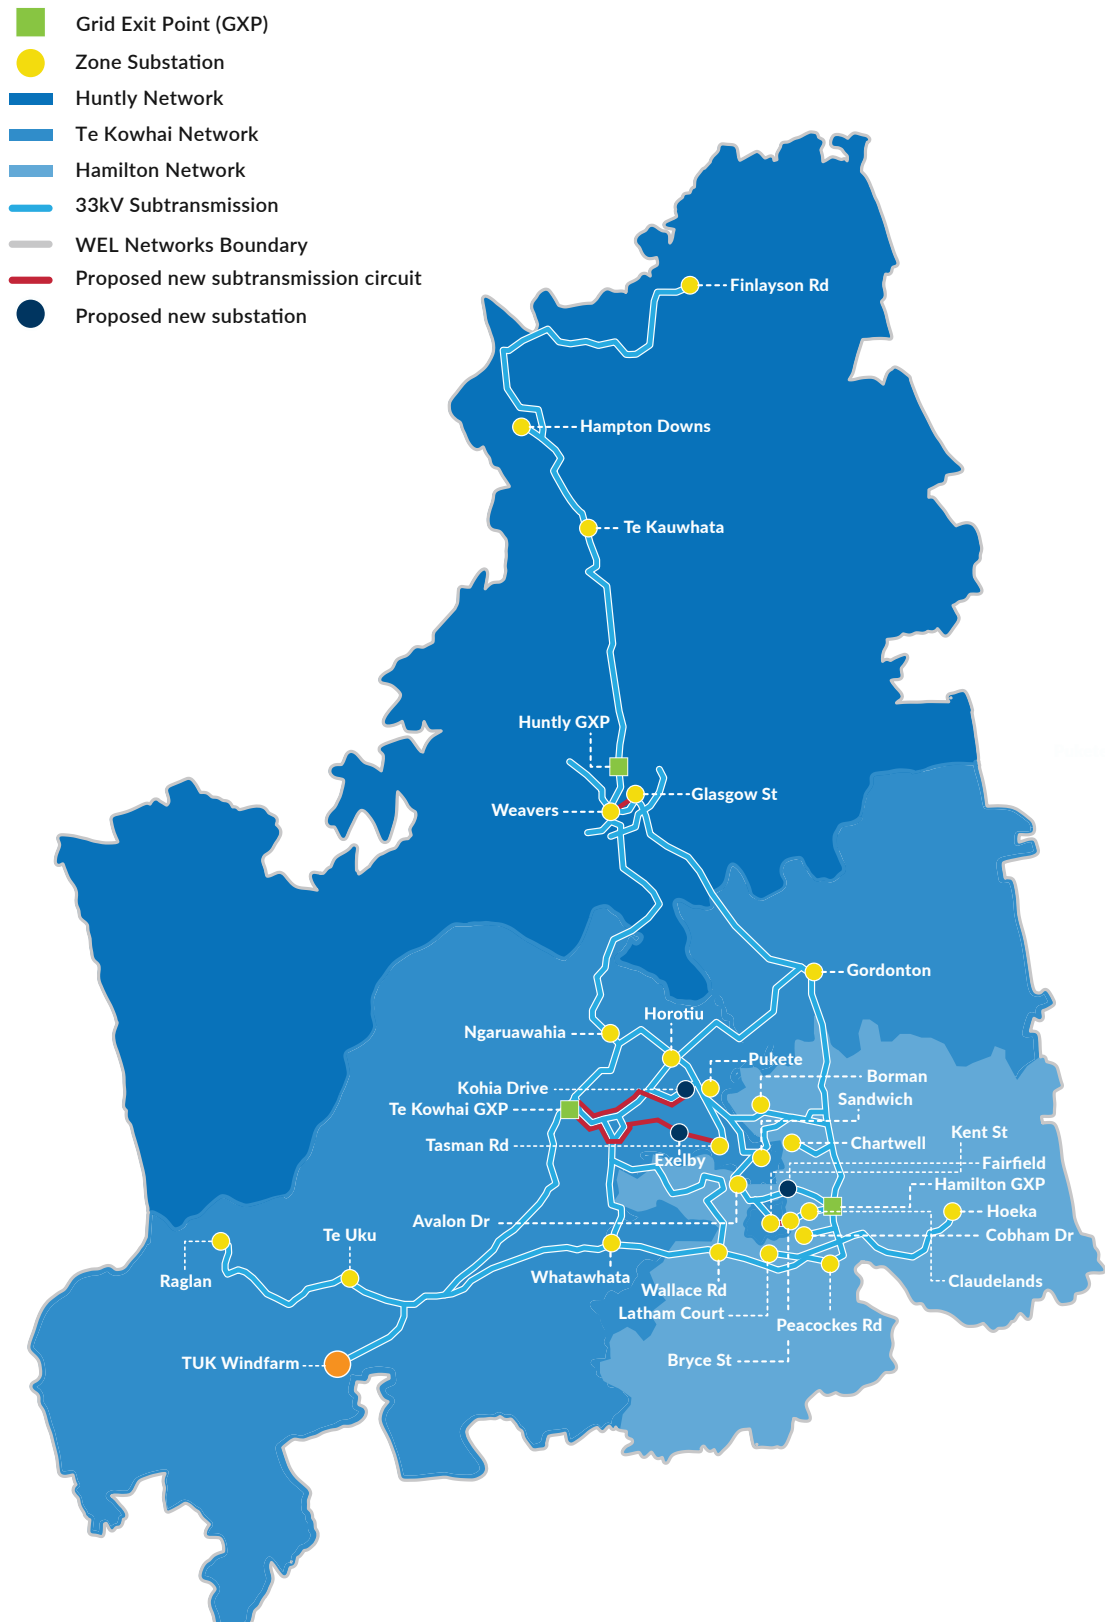 Grid Exit Point (GXP)
Zone Substation
Huntly Network
Te Kowhai Network
Hamilton Network
33kV Subtransmission
WEL Networks Boundary
Proposed new subtransmission circuit
Proposed new substation
Finlayson Rd
Hampton Downs
Te Kauwhata
Huntly GXP
Glasgow St
Weavers
Gordonton
Horotiu
Ngaruawahia
Pukete
Kohia Drive
Borman
Te Kowhai GXP
Sandwich
Kent St
Tasman Rd
Chartwell
Exelby
Fairfield
Hamilton GXP
Avalon Dr
Hoeka
Te Uku
Cobham Dr
Raglan
Whatawhata
Claudelands
Wallace Rd
Latham Court
Peacockes Rd
Bryce St
TUK Windfarm